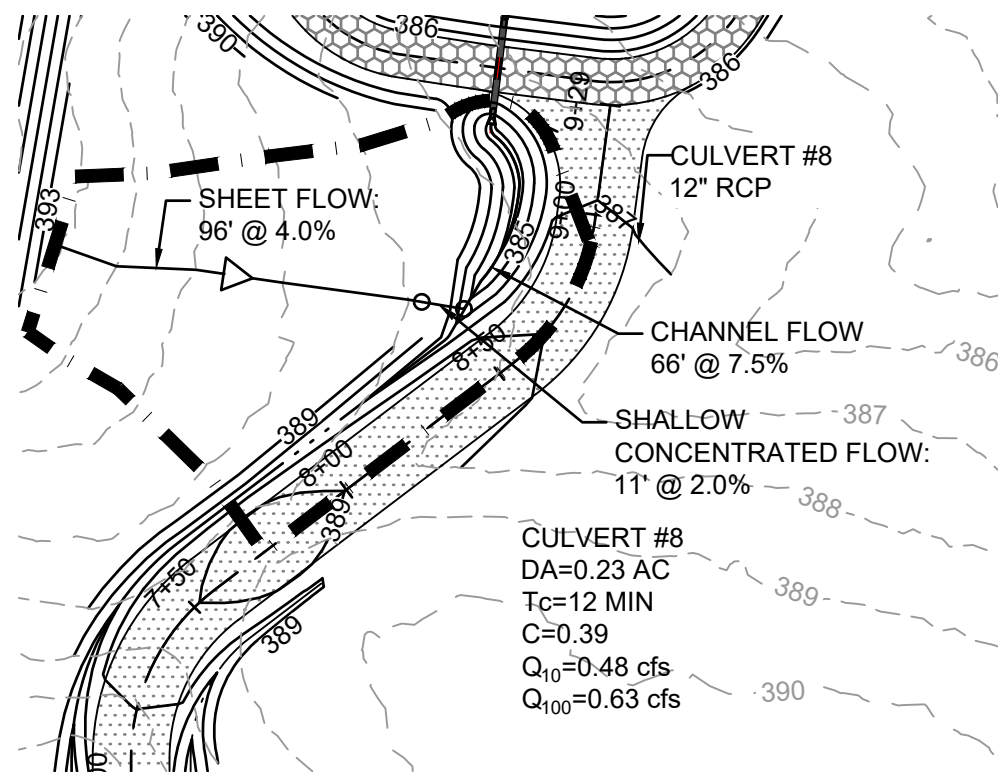 390
386
386
9+29
CULVERT #8
12" RCP
393
SHEET FLOW:
96' @ 4.0%
9+00
387
385
CHANNEL FLOW
66' @ 7.5%
386
8+50
387
SHALLOW
CONCENTRATED FLOW:
11' @ 2.0%
389
8+00
388
389
CULVERT #8
DA=0.23 AC
Tc=12 MIN
C=0.39
Q10=0.48 cfs
Q100=0.63 cfs
7+50
389
389
390